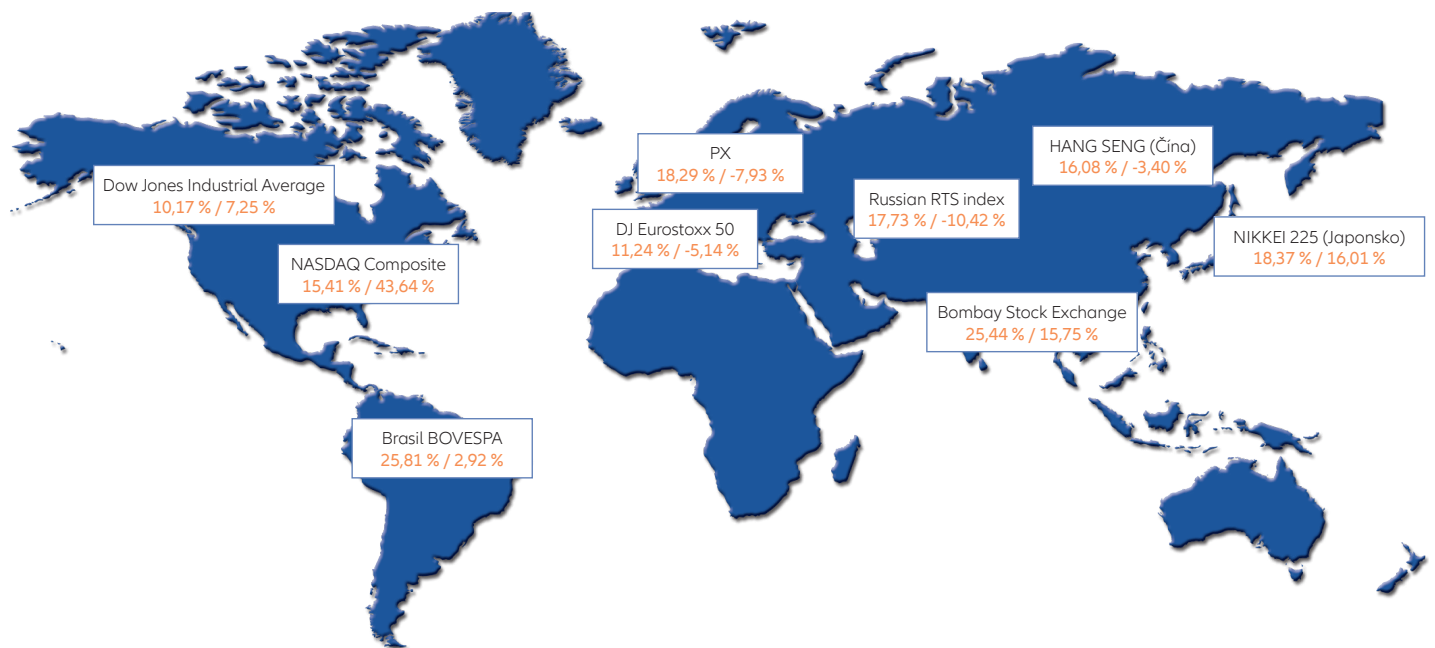 Dow Jones Industrial Average
10,17 % / 7,25 %
NASDAQ Composite
15,41 % / 43,64 %
Brasil BOVESPA
25,81 % / 2,92 %
PX
18,29 % / -7,93 %
DJ Eurostoxx 50
11,24 % / -5,14 %
Russian RTS index
17,73 % / -10,42 %
HANG SENG (Čína)
16,08 % / -3,40 %
NIKKEI 225 (Japonsko)
18,37 % / 16,01 %
Bombay Stock Exchange
25,44 % / 15,75 %